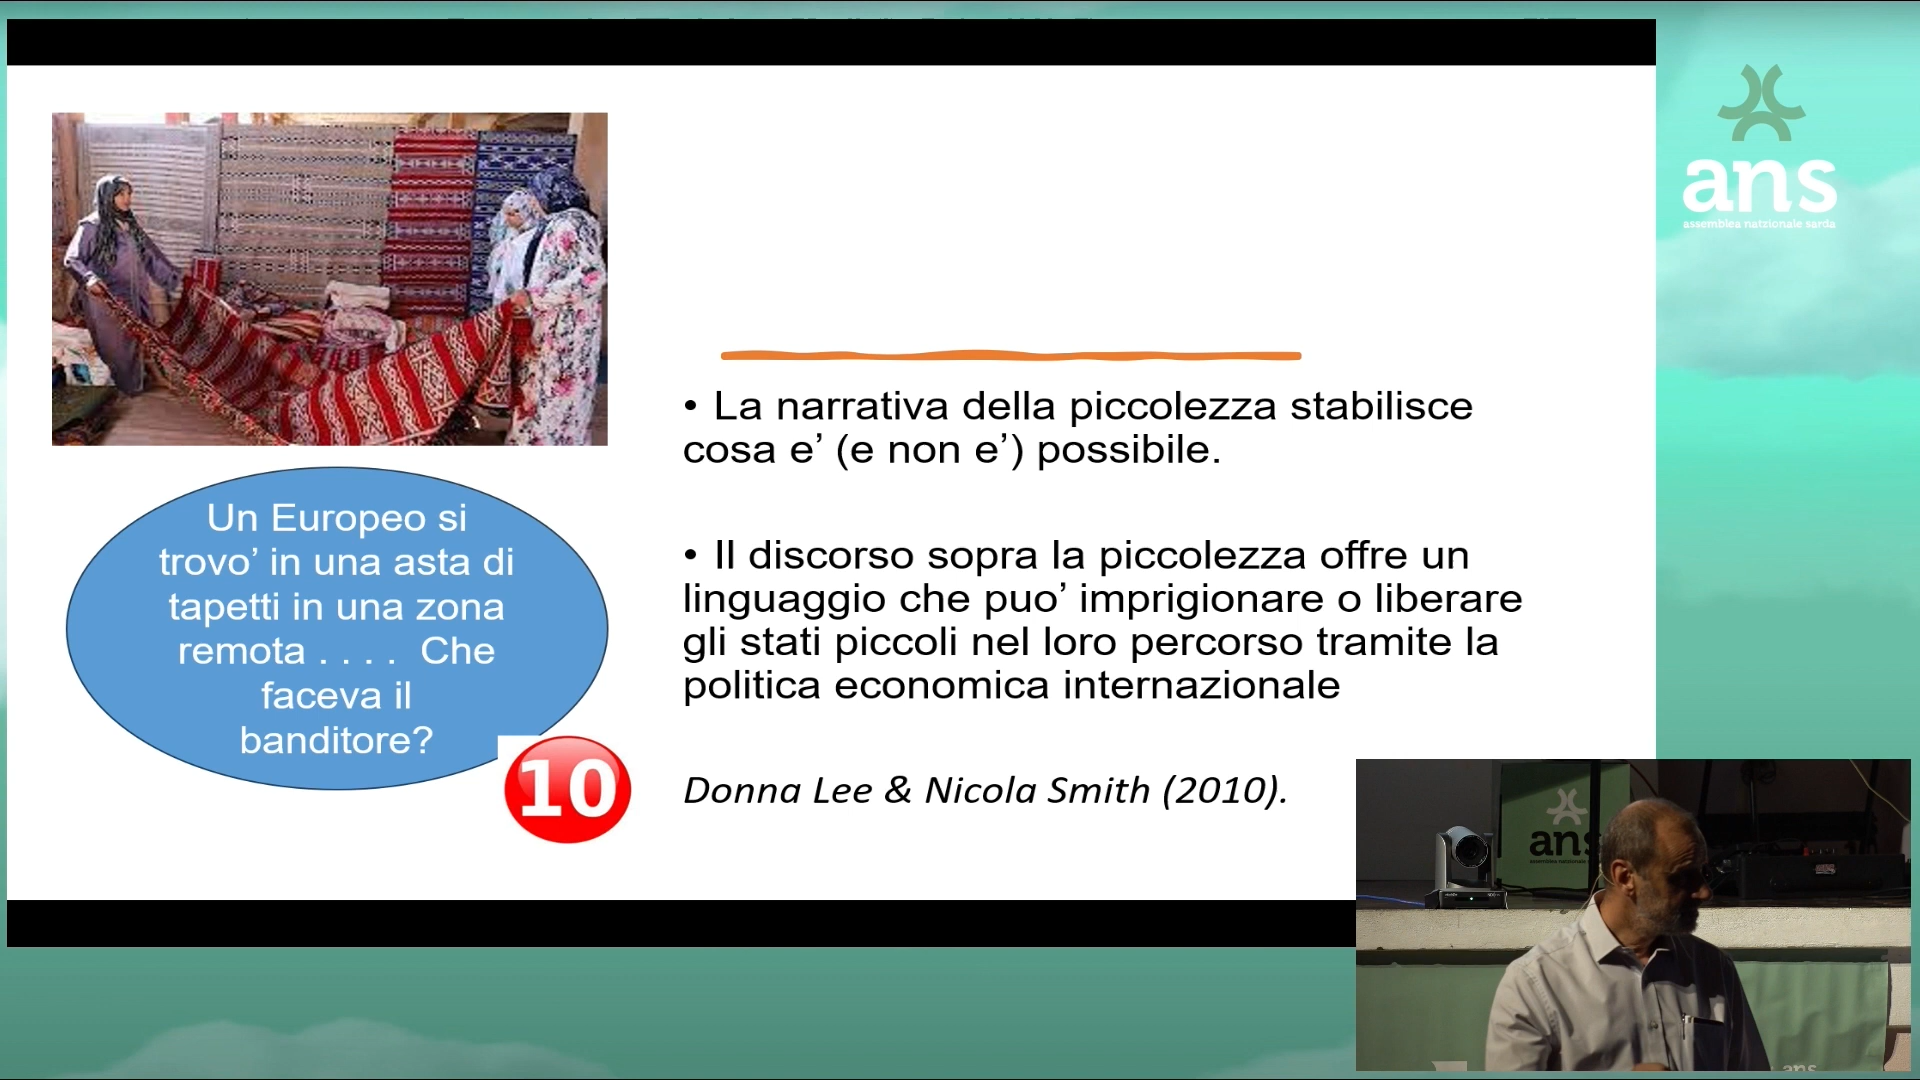 Un Europeo si
trovo’ in una asta di
tapetti in una zona
remota . . . . Che
faceva il
banditore?
10
• La narrativa della piccolezza stabilisce
cosa e’ (e non e’) possibile.
• Il discorso sopra la piccolezza offre un
linguaggio che puo’ imprigionare o liberare
gli stati piccoli nel loro percorso tramite la
politica economica internazionale
Donna Lee & Nicola Smith (2010).
ans
assemblea natzionale sarda
ans
ans